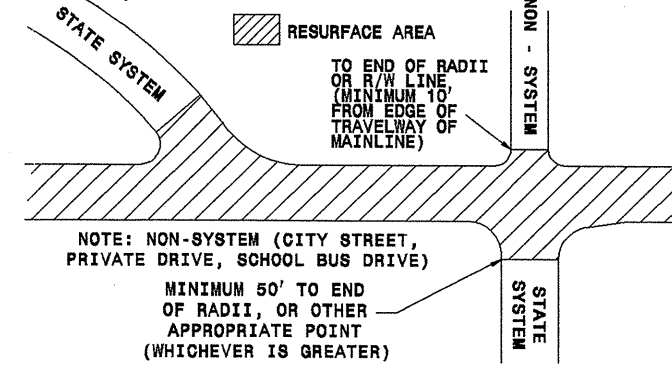 STATE SYSTEM
RESURFACE AREA
TO END OF RADII
OR R/W LINE
(MINIMUM 10'
FROM EDGE OF
TRAVELWAY OF
MAINLINE)
NON - SYSTEM
NOTE: NON-SYSTEM (CITY STREET,
PRIVATE DRIVE, SCHOOL BUS DRIVE)
MINIMUM 50' TO END
OF RADII, OR OTHER
APPROPRIATE POINT
(WHICHEVER IS GREATER)
STATE
SYSTEM